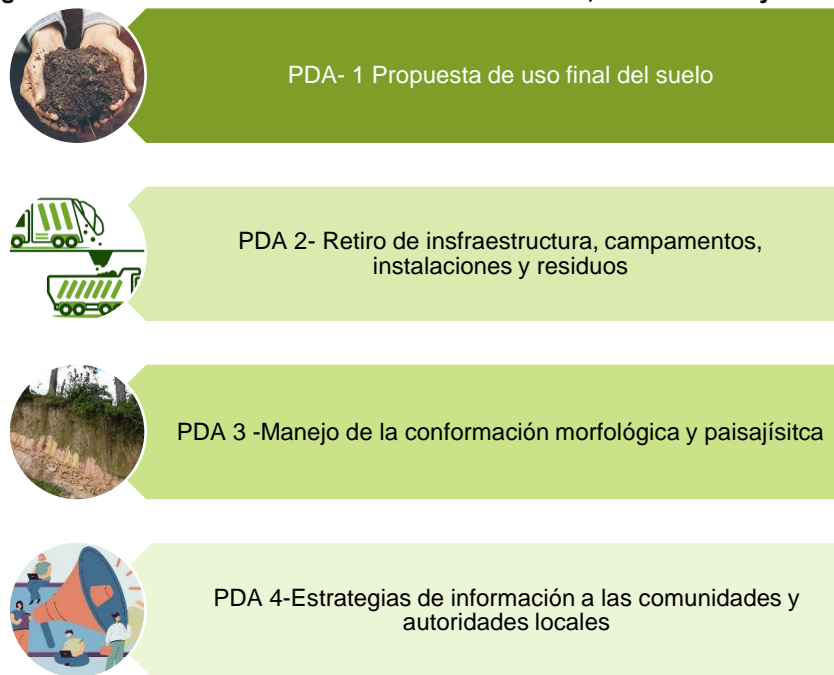 PDA- 1 Propuesta de uso final del suelo
PDA 2- Retiro de insfraestructura, campamentos,
instalaciones y residuos
PDA 3 -Manejo de la conformación morfológica y paisajísitca
PDA 4-Estrategias de información a las comunidades y
autoridades locales